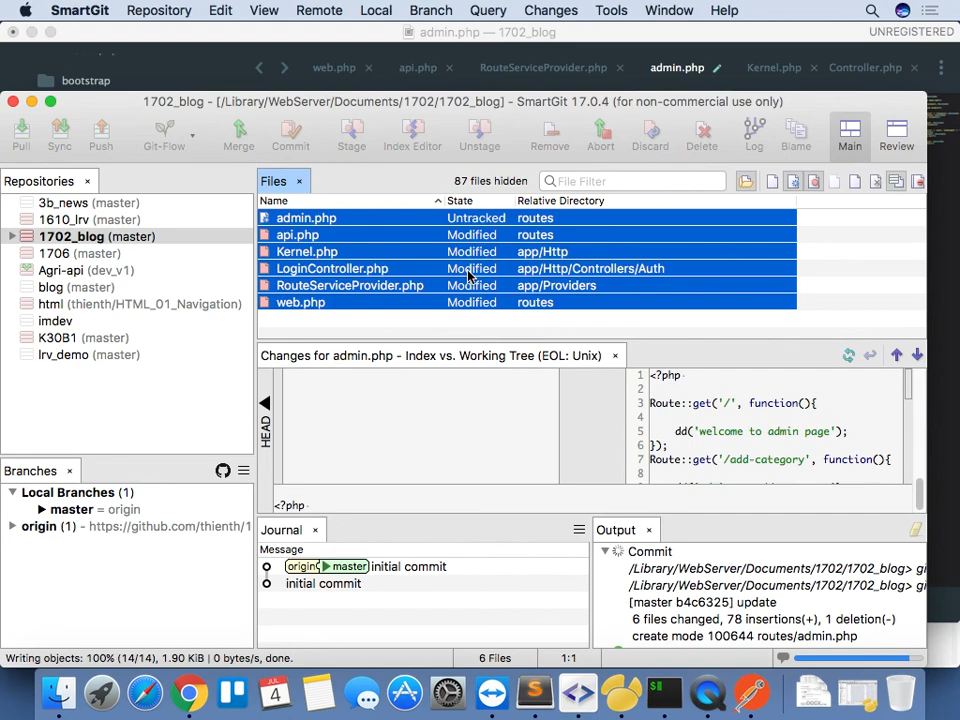 SmartGit Repository Edit View Remote Local Branch Query Changes Tools Window Help
admin.php — 1702_blog UNREGISTERED
bootstrap web.php × api.php × RouteServiceProvider.php × admin.php Kernel.php × Controller.php ×
1702_blog - [/Library/WebServer/Documents/1702/1702_blog] - SmartGit 17.0.4 (for non-commercial use only)
Pull Sync Push Git-Flow Merge Commit Stage Index Editor Unstage Remove Abort Discard Delete Log Blame Main Review
Repositories ×
3b_news (master)
1610_lrv (master)
1702_blog (master)
1706 (master)
Agri-api (dev_v1)
blog (master)
html (thienth/HTML_01_Navigation)
imdev
K30B1 (master)
lrv_demo (master)
Files × 87 files hidden File Filter
Name State Relative Directory
admin.php Untracked routes
api.php Modified routes
Kernel.php Modified app/Http
LoginController.php Modified app/Http/Controllers/Auth
RouteServiceProvider.php Modified app/Providers
web.php Modified routes
Changes for admin.php - Index vs. Working Tree (EOL: Unix) ×
HEAD
1 <?php
2
3 Route::get('/', function(){
4
5 dd('welcome to admin page');
6 });
7 Route::get('/add-category', function(){
8
<?php
Branches ×
Local Branches (1)
master = origin
origin (1) - https://github.com/thienth/1
Journal ×
Message
origin master initial commit
initial commit
Output ×
Commit
/Library/WebServer/Documents/1702/1702_blog> gi
/Library/WebServer/Documents/1702/1702_blog> gi
[master b4c6325] update
6 files changed, 78 insertions(+), 1 deletion(-)
create mode 100644 routes/admin.php
Writing objects: 100% (14/14), 1.90 KiB | 0 bytes/s, done. 6 Files 1:1
JUL
4